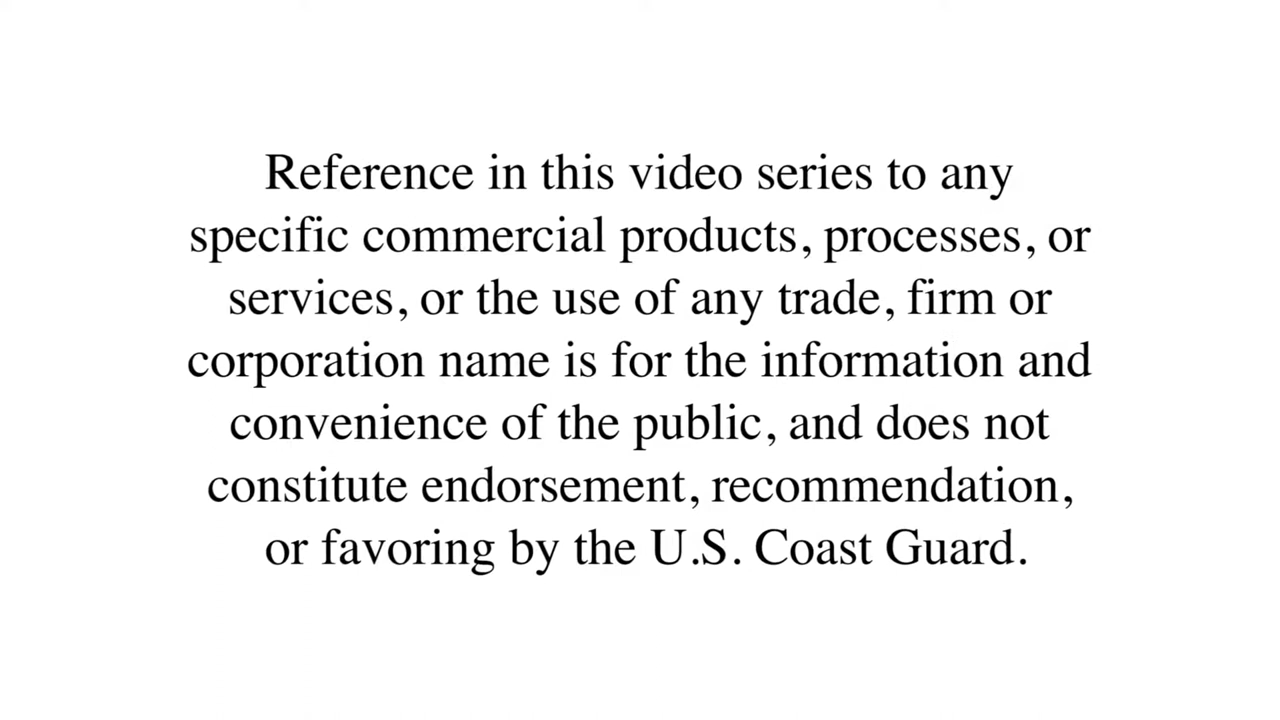 Reference in this video series to any
specific commercial products, processes, or
services, or the use of any trade, firm or
corporation name is for the information and
convenience of the public, and does not
constitute endorsement, recommendation,
or favoring by the U.S. Coast Guard.